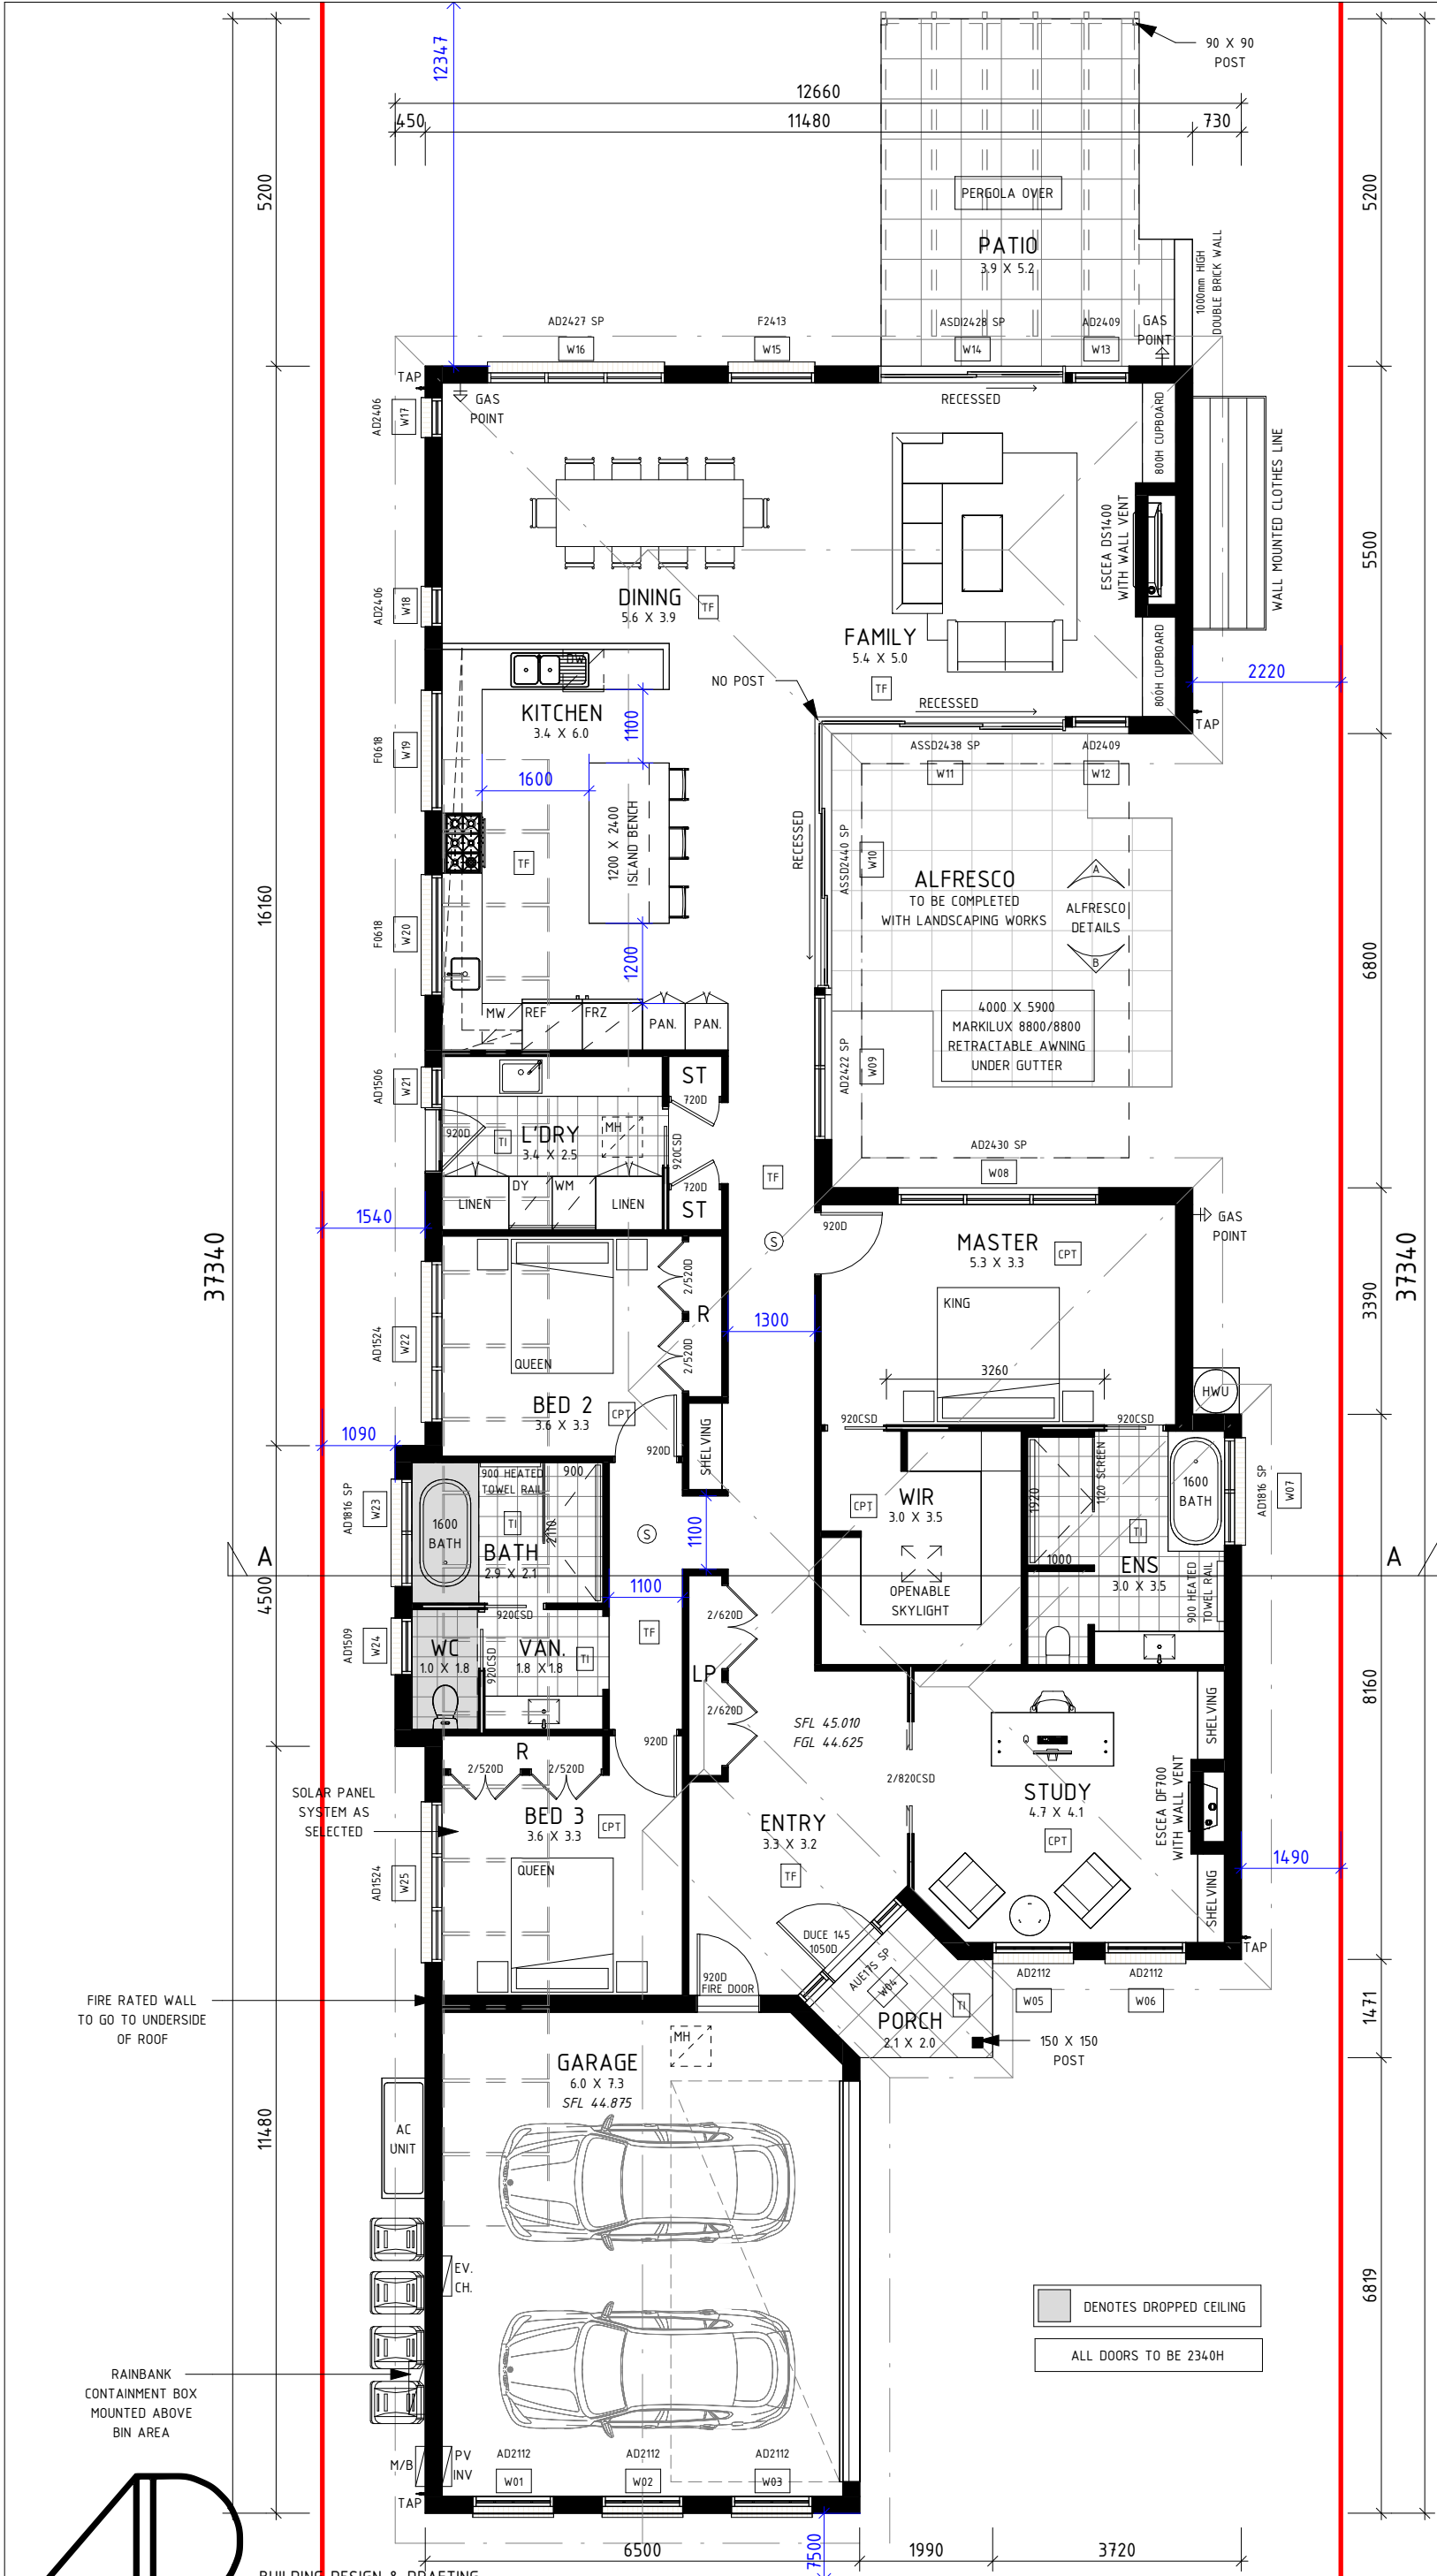 12347
90 X 90
POST
12660
450
11480
730
5200
5200
PERGOLA OVER
PATIO
3.9 X 5.2
1000mm HIGH
DOUBLE BRICK WALL
AD2427 SP
W16
F2413
W15
ASDI2428 SP
W14
AD2409
W13
GAS
POINT
TAP
GAS
POINT
RECESSED
AD2406
W17
800H CUPBOARD
ESCEA DS1400
WITH WALL VENT
WALL MOUNTED CLOTHES LINE
5500
5500
DINING
5.6 X 3.9
TF
AD2406
W18
FAMILY
5.4 X 5.0
TF
800H CUPBOARD
NO POST
RECESSED
2220
TAP
DW
KITCHEN
3.4 X 6.0
1100
F0618
W19
1600
1200 X 2400
ISLAND BENCH
TF
ASSD2438 SP
W11
AD2409
W12
RECESSED
ASSD2440 SP
W10
ALFRESCO
TO BE COMPLETED
WITH LANDSCAPING WORKS
A
ALFRESCO
DETAILS
B
16160
F0618
W20
1200
6800
MW
REF
FRZ
PAN.
PAN.
4000 X 5900
MARKILUX 8800/8800
RETRACTABLE AWNING
UNDER GUTTER
AD2422 SP
W09
AD1506
W21
ST
720D
920D
TI
L'DRY
3.4 X 2.5
MH
920CSD
AD2430 SP
W08
TF
LINEN
DY
WM
LINEN
720D
ST
1540
920D
S
GAS
POINT
37340
37340
MASTER
5.3 X 3.3
CPT
KING
3390
2/520D
R
2/520D
1300
AD1524
W22
QUEEN
BED 2
3.6 X 3.3
CPT
3260
HWU
1090
920D
SHELVING
920CSD
920CSD
900 HEATED
TOWEL RAIL
900
AD1816 SP
W23
1600
BATH
TI
2110
BATH
2.9 X 2.1
S
1100
CPT
WIR
3.0 X 3.5
1920
1120 SCREEN
1600
BATH
TI
AD1816 SP
W07
A
A
4500
1000
ENS
3.0 X 3.5
900 HEATED
TOWEL RAIL
OPENABLE
SKYLIGHT
1100
920CSD
2/620D
AD1509
W24
WC
1.0 X 1.8
920CSD
VAN.
1.8 X 1.8
TI
TF
LP
2/620D
8160
SFL 45.010
FGL 44.625
R
2/520D
2/520D
920D
2/820CSD
SHELVING
SOLAR PANEL
SYSTEM AS
SELECTED
BED 3
3.6 X 3.3
CPT
ENTRY
3.3 X 3.2
TF
STUDY
4.7 X 4.1
CPT
ESCEA DF700
WITH WALL VENT
1490
AD1524
W25
QUEEN
SHELVING
DUCE 145
1050D
TAP
AUE17S SP
W04
920D
FIRE DOOR
AD2112
W05
AD2112
W06
TI
FIRE RATED WALL
TO GO TO UNDERSIDE
OF ROOF
1471
PORCH
2.1 X 2.0
150 X 150
POST
MH
GARAGE
6.0 X 7.3
SFL 44.875
AC
UNIT
11480
EV.
CH.
6819
DENOTES DROPPED CEILING
ALL DOORS TO BE 2340H
RAINBANK
CONTAINMENT BOX
MOUNTED ABOVE
BIN AREA
M/B
PV
INV
AD2112
W01
AD2112
W02
AD2112
W03
TAP
6500
7500
1990
3720
BUILDING DESIGN & DRAFTING